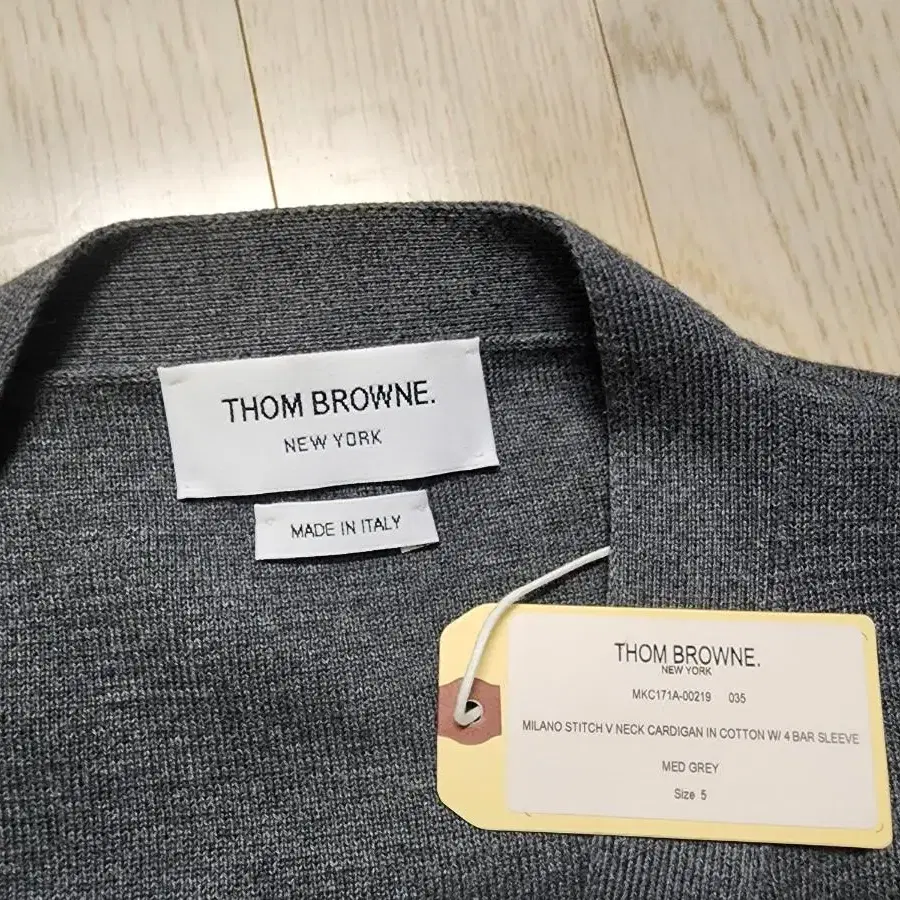 THOM BROWNE.
NEW YORK
MADE IN ITALY
THOM BROWNE.
NEW YORK
MKC171A-00219 035
MILANO STITCH V NECK CARDIGAN IN COTTON W/ 4 BAR SLEEVE
MED GREY
Size 5